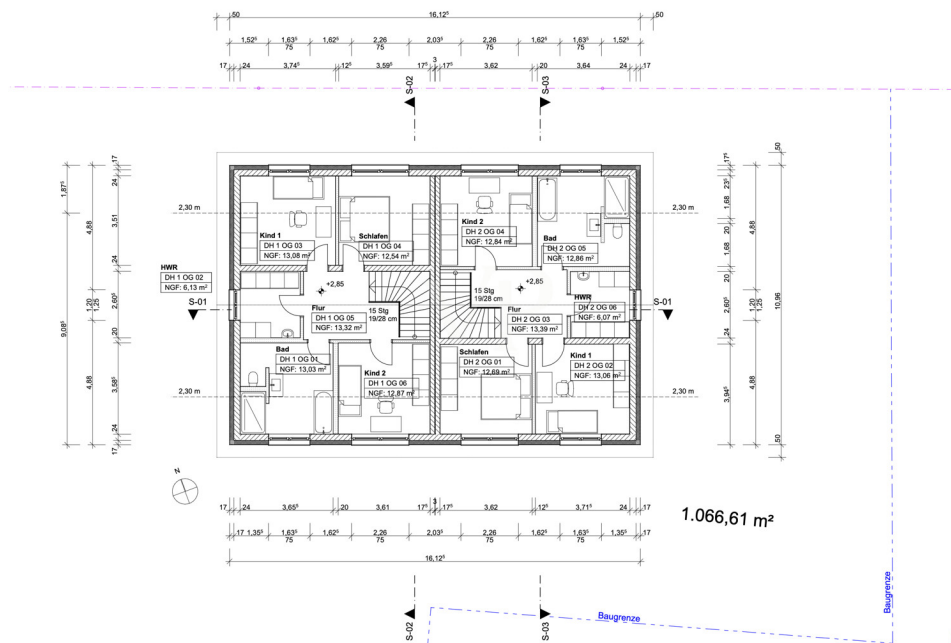 50
16,12⁵
50
1,52⁵
1,63⁵
1,62⁵
2,26
2,03⁵
2,26
1,62⁵
1,63⁵
1,52⁵
75
75
75
75
17
24
3,74⁵
12⁵
3,59⁵
17⁵
3
17⁵
3,62
20
3,64
24
17
S-02
S-03
17
24
1,87⁵
4,88
3,51
24
2,30 m
2,30 m
17⁵
23⁵
1,68
20
1,68
4,88
50
Kind 1
DH 1 OG 03
NGF: 13,08 m²
Schlafen
DH 1 OG 04
NGF: 12,54 m²
Kind 2
DH 2 OG 04
NGF: 12,84 m²
Bad
DH 2 OG 05
NGF: 12,86 m²
HWR
DH 1 OG 02
NGF: 6,13 m²
+2,85
+2,85
S-01
S-01
9,08⁵
1,20
1,25
2,60⁵
20
15 Stg
19/28 cm
Flur
DH 1 OG 05
NGF: 13,32 m²
15 Stg
19/28 cm
Flur
DH 2 OG 03
NGF: 13,39 m²
HWR
DH 2 OG 06
NGF: 6,07 m²
20
2,60⁵
24
1,20
1,25
10,96
Bad
DH 1 OG 01
NGF: 13,03 m²
Kind 2
DH 1 OG 06
NGF: 12,87 m²
Schlafen
DH 2 OG 01
NGF: 12,69 m²
Kind 1
DH 2 OG 02
NGF: 13,06 m²
4,88
3,58⁵
24
17
2,30 m
2,30 m
3,94⁵
4,88
50
N
17
24
3,65⁵
20
3,61
17⁵
3
17⁵
3,62
12⁵
3,71⁵
24
17
17
1,35⁵
1,63⁵
1,62⁵
2,26
2,03⁵
2,26
1,62⁵
1,63⁵
1,35⁵
17
75
75
75
75
16,12⁵
1.066,61 m²
S-02
S-03
Baugrenze
Baugrenze